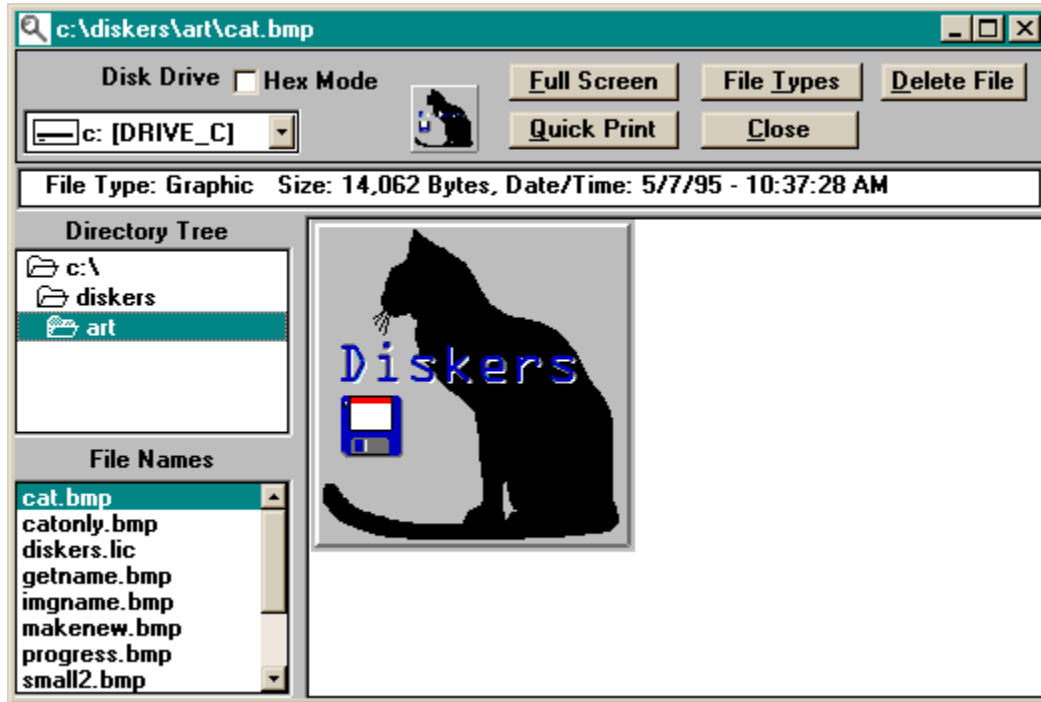 c:\diskers\art\cat.bmp
Disk Drive Hex Mode
c: [DRIVE_C]
Full Screen
File Types
Delete File
Quick Print
Close
File Type: Graphic Size: 14,062 Bytes, Date/Time: 5/7/95 - 10:37:28 AM
Directory Tree
c:\
diskers
art
File Names
cat.bmp
catonly.bmp
diskers.lic
getname.bmp
imgname.bmp
makenew.bmp
progress.bmp
small2.bmp
Diskers